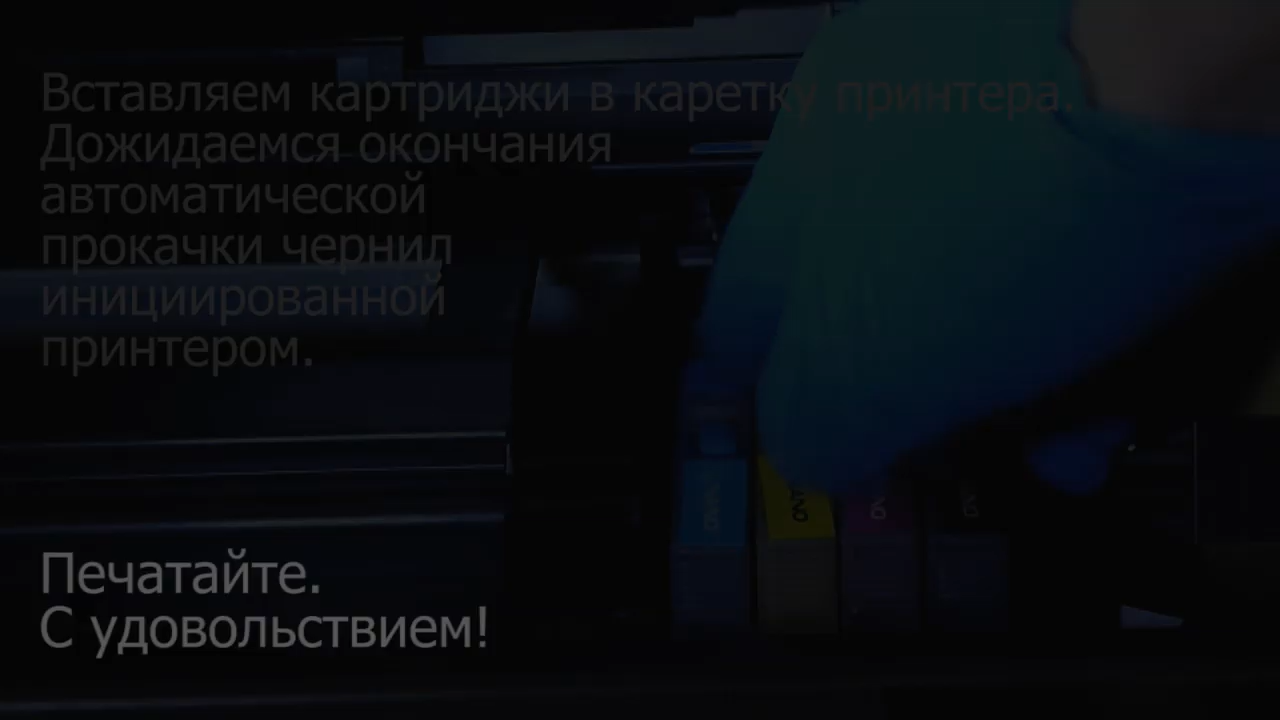 Вставляем картриджи в каретку принтера.
Дожидаемся окончания
автоматической
прокачки чернил
инициированной
принтером.
Печатайте.
С удовольствием!